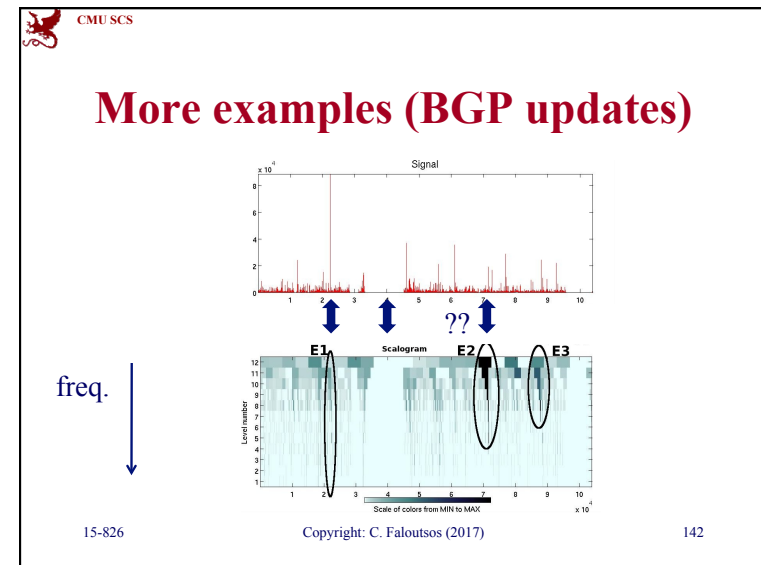 CMU SCS
More examples (BGP updates)
Signal
x 10^4
8
6
4
2
0
1 2 3 4 5 6 7 8 9 10
??
E1 Scalogram E2 E3
freq.
Level number
12
11
10
9
8
7
6
5
4
3
2
1
1 2 3 4 5 6 7 8 9 10
x 10^4
Scale of colors from MIN to MAX
15-826 Copyright: C. Faloutsos (2017) 142